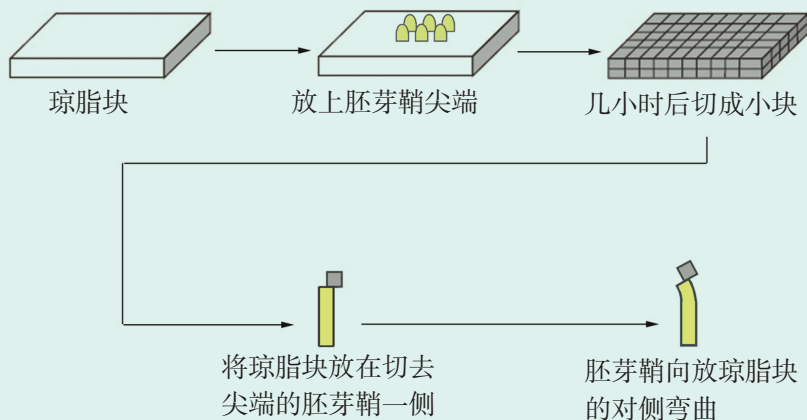 琼脂块
放上胚芽鞘尖端
几小时后切成小块
将琼脂块放在切去
尖端的胚芽鞘一侧
胚芽鞘向放琼脂块
的对侧弯曲